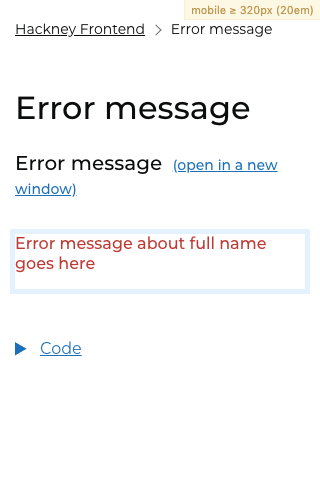 mobile ≥ 320px (20em)
Hackney Frontend > Error message
Error message
Error message (open in a new
window)
Error message about full name
goes here
Code